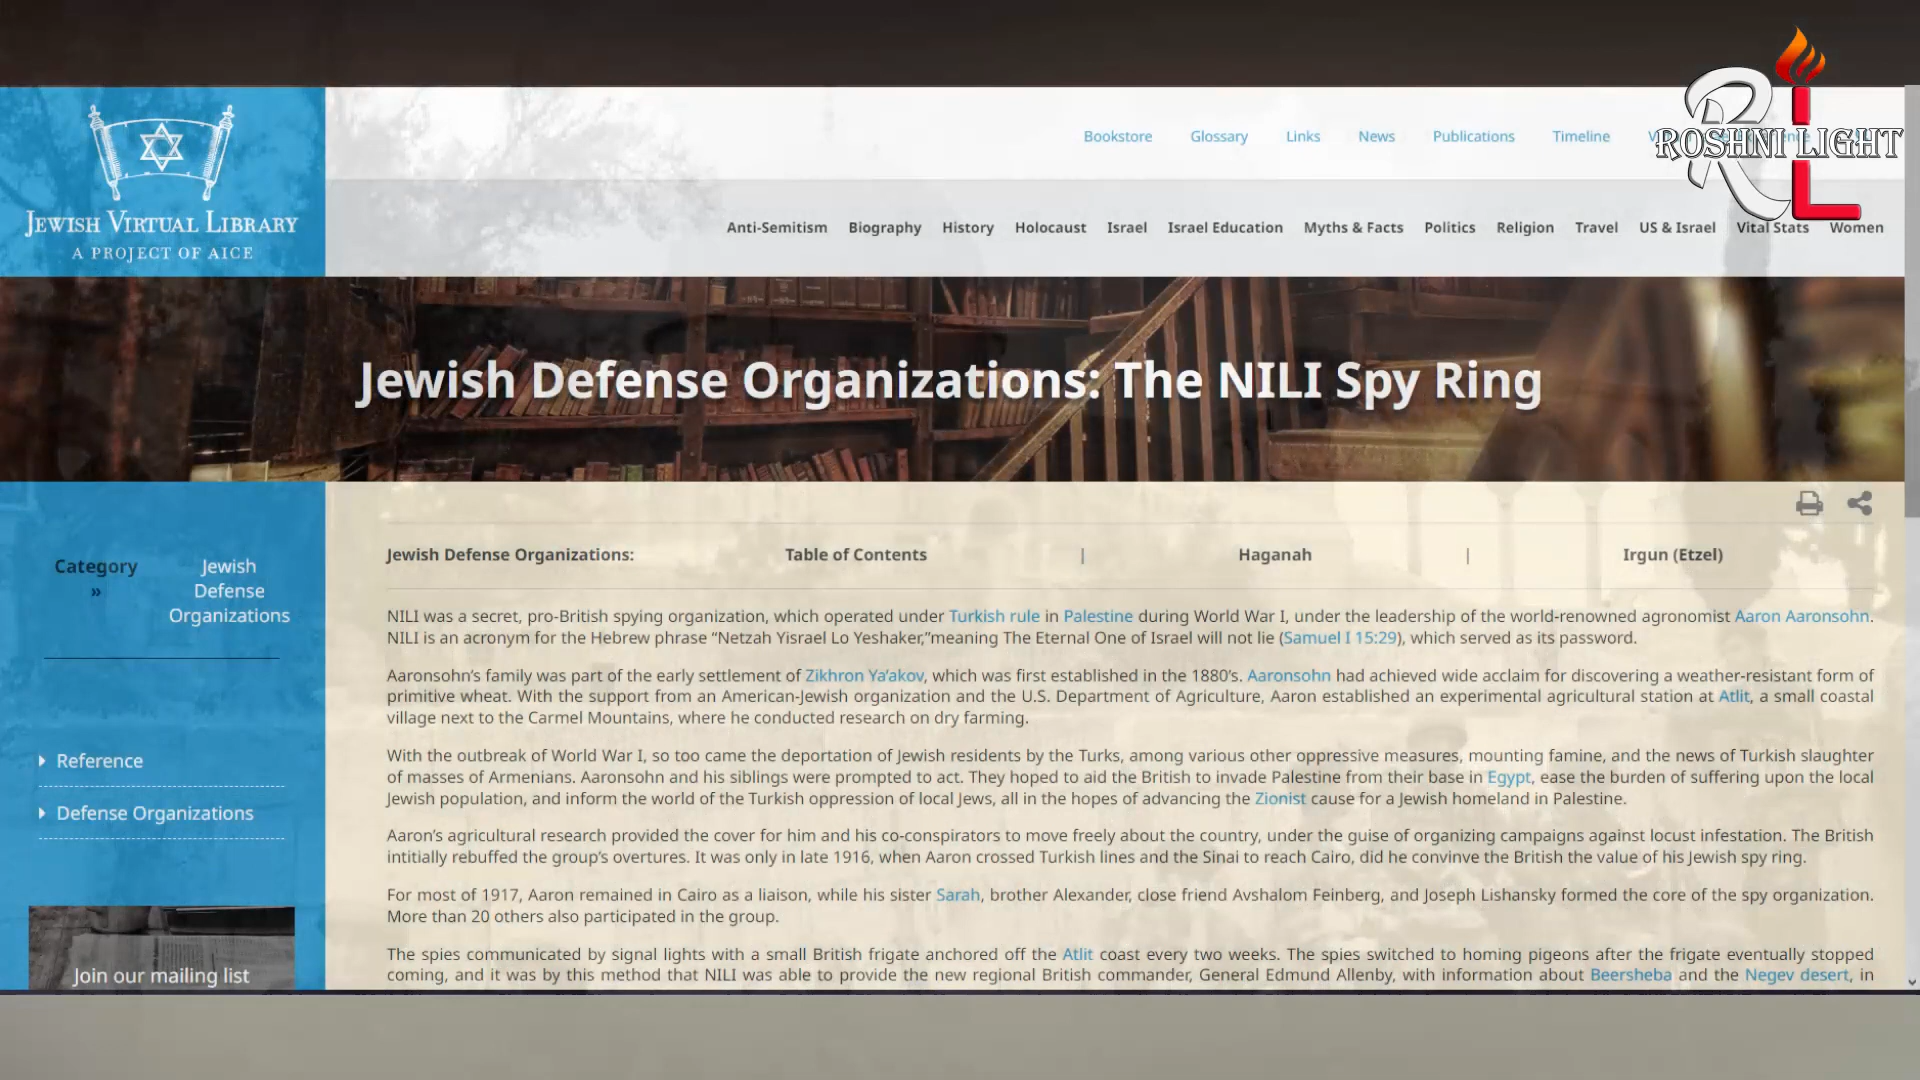 ROSHNI LIGHT
JEWISH VIRTUAL LIBRARY
A PROJECT OF AICE
Bookstore Glossary Links News Publications Timeline
Anti-Semitism Biography History Holocaust Israel Israel Education Myths & Facts Politics Religion Travel US & Israel Vital Stats Women
Jewish Defense Organizations: The NILI Spy Ring
Category
»
Jewish
Defense
Organizations
Reference
Defense Organizations
Join our mailing list
Jewish Defense Organizations: Table of Contents | Haganah | Irgun (Etzel)
NILI was a secret, pro-British spying organization, which operated under Turkish rule in Palestine during World War I, under the leadership of the world-renowned agronomist Aaron Aaronsohn.
NILI is an acronym for the Hebrew phrase “Netzah Yisrael Lo Yeshaker,”meaning The Eternal One of Israel will not lie (Samuel I 15:29), which served as its password.
Aaronsohn’s family was part of the early settlement of Zikhron Ya’akov, which was first established in the 1880’s. Aaronsohn had achieved wide acclaim for discovering a weather-resistant form of
primitive wheat. With the support from an American-Jewish organization and the U.S. Department of Agriculture, Aaron established an experimental agricultural station at Atlit, a small coastal
village next to the Carmel Mountains, where he conducted research on dry farming.
With the outbreak of World War I, so too came the deportation of Jewish residents by the Turks, among various other oppressive measures, mounting famine, and the news of Turkish slaughter
of masses of Armenians. Aaronsohn and his siblings were prompted to act. They hoped to aid the British to invade Palestine from their base in Egypt, ease the burden of suffering upon the local
Jewish population, and inform the world of the Turkish oppression of local Jews, all in the hopes of advancing the Zionist cause for a Jewish homeland in Palestine.
Aaron’s agricultural research provided the cover for him and his co-conspirators to move freely about the country, under the guise of organizing campaigns against locust infestation. The British
intitially rebuffed the group’s overtures. It was only in late 1916, when Aaron crossed Turkish lines and the Sinai to reach Cairo, did he convinve the British the value of his Jewish spy ring.
For most of 1917, Aaron remained in Cairo as a liaison, while his sister Sarah, brother Alexander, close friend Avshalom Feinberg, and Joseph Lishansky formed the core of the spy organization.
More than 20 others also participated in the group.
The spies communicated by signal lights with a small British frigate anchored off the Atlit coast every two weeks. The spies switched to homing pigeons after the frigate eventually stopped
coming, and it was by this method that NILI was able to provide the new regional British commander, General Edmund Allenby, with information about Beersheba and the Negev desert, in